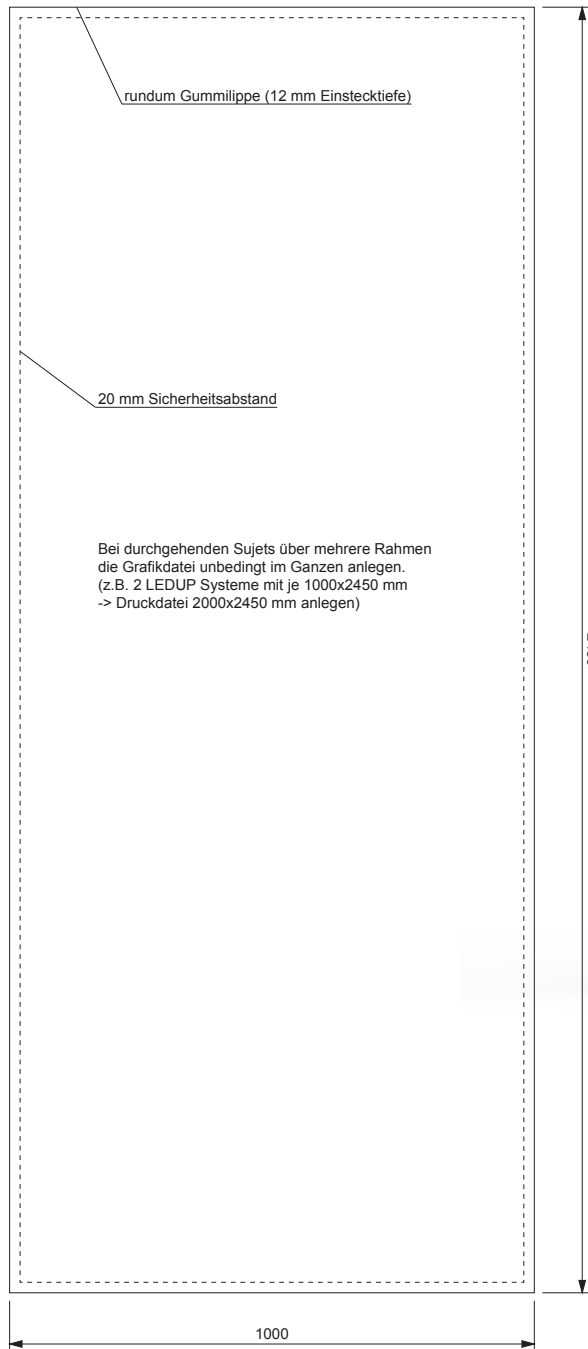 rundum Gummilippe (12 mm Einstecktiefe)
20 mm Sicherheitsabstand
Bei durchgehenden Sujets über mehrere Rahmen
die Grafikdatei unbedingt im Ganzen anlegen.
(z.B. 2 LEDUP Systeme mit je 1000x2450 mm
-> Druckdatei 2000x2450 mm anlegen)
1000